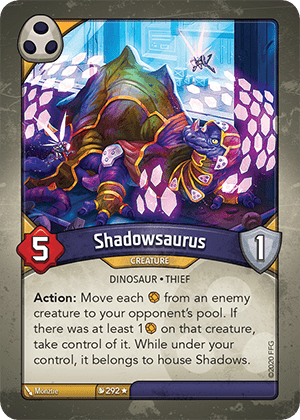 Shadowsaurus
5
CREATURE
1
DINOSAUR • THIEF
Action: Move each from an enemy
creature to your opponent's pool. If
there was at least 1 on that creature,
take control of it. While under your
control, it belongs to house Shadows.
©2020 FFG
Monztre
292★